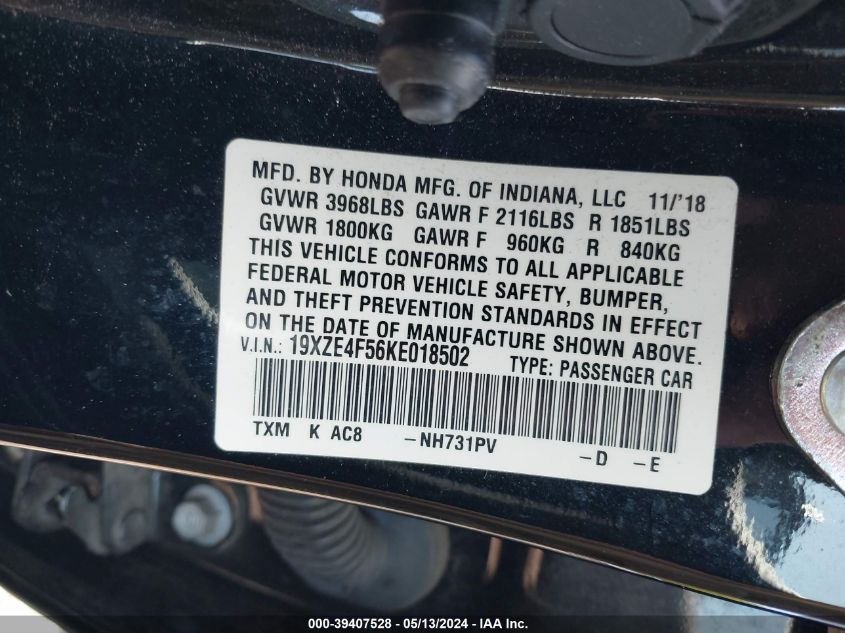 MFD. BY HONDA MFG. OF INDIANA, LLC 11/'18
GVWR 3968LBS GAWR F 2116LBS R 1851LBS
GVWR 1800KG GAWR F 960KG R 840KG
THIS VEHICLE CONFORMS TO ALL APPLICABLE
FEDERAL MOTOR VEHICLE SAFETY, BUMPER,
AND THEFT PREVENTION STANDARDS IN EFFECT
ON THE DATE OF MANUFACTURE SHOWN ABOVE.
V.I.N.: 19XZE4F56KE018502 TYPE: PASSENGER CAR
TXM K AC8 -NH731PV -D -E
000-39407528 - 05/13/2024 - IAA Inc.